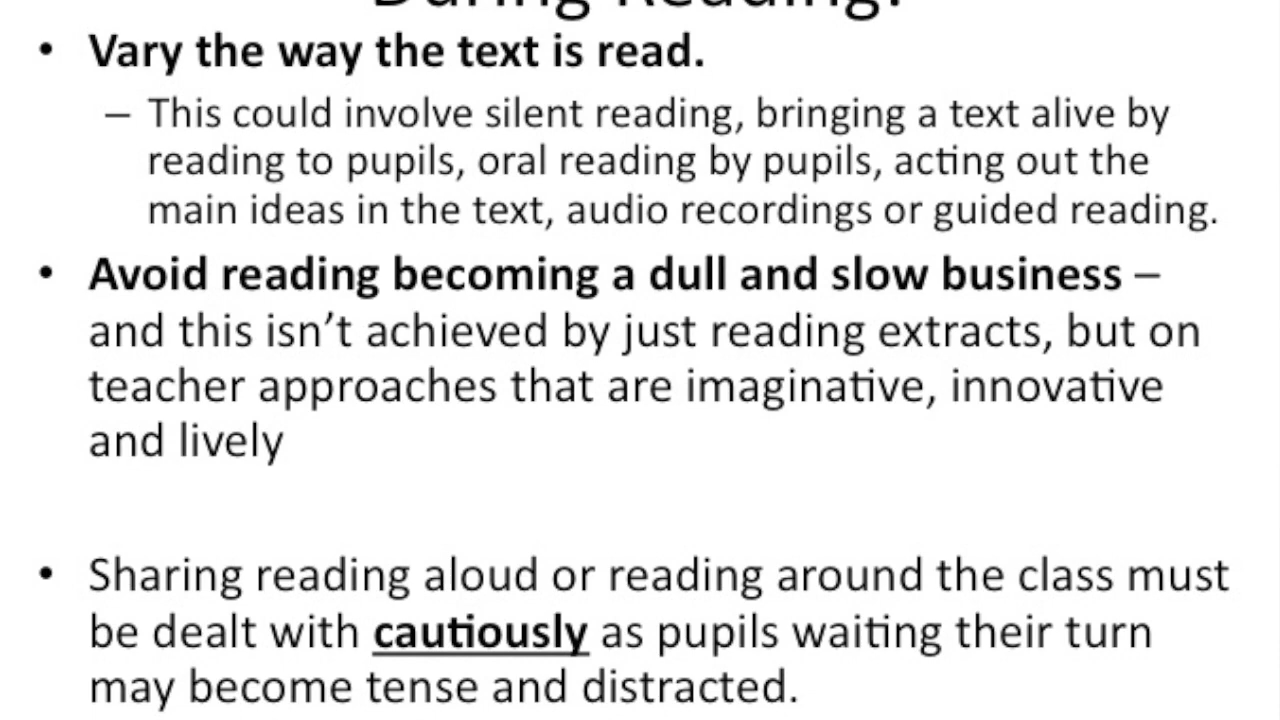 During Reading:
• Vary the way the text is read.
– This could involve silent reading, bringing a text alive by
reading to pupils, oral reading by pupils, acting out the
main ideas in the text, audio recordings or guided reading.
• Avoid reading becoming a dull and slow business –
and this isn’t achieved by just reading extracts, but on
teacher approaches that are imaginative, innovative
and lively
• Sharing reading aloud or reading around the class must
be dealt with cautiously as pupils waiting their turn
may become tense and distracted.